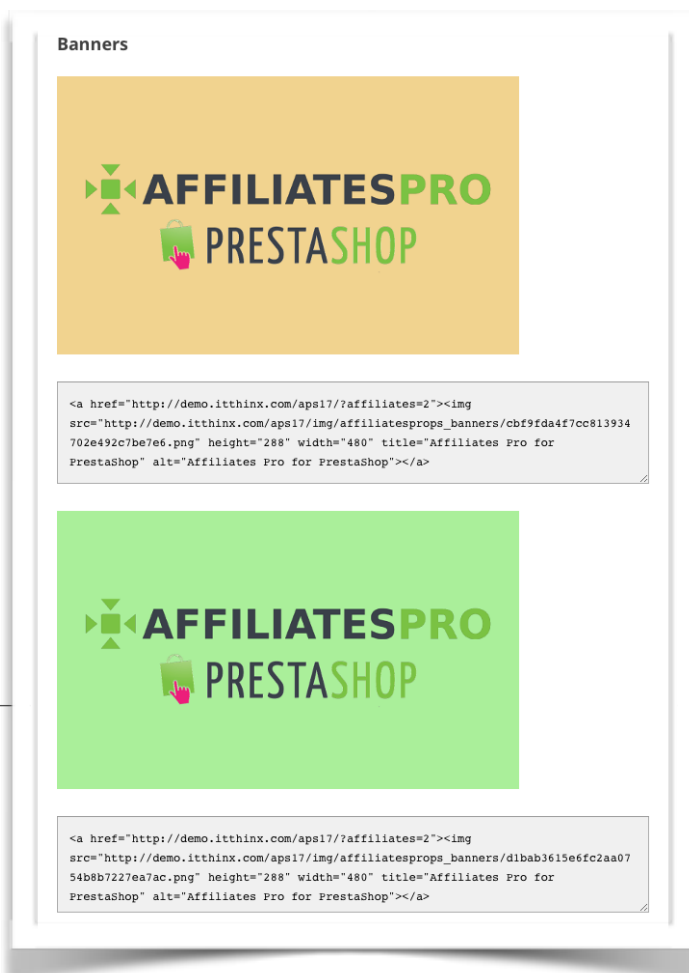 Banners
AFFILIATESPRO
PRESTASHOP
<a href="http://demo.itthinx.com/aps17/?affiliates=2"><img
src="http://demo.itthinx.com/aps17/img/affiliatesprops_banners/cbf9fda4f7cc813934
702e492c7be7e6.png" height="288" width="480" title="Affiliates Pro for
PrestaShop" alt="Affiliates Pro for PrestaShop"></a>
AFFILIATESPRO
PRESTASHOP
<a href="http://demo.itthinx.com/aps17/?affiliates=2"><img
src="http://demo.itthinx.com/aps17/img/affiliatesprops_banners/d1bab3615e6fc2aa07
54b8b7227ea7ac.png" height="288" width="480" title="Affiliates Pro for
PrestaShop" alt="Affiliates Pro for PrestaShop"></a>